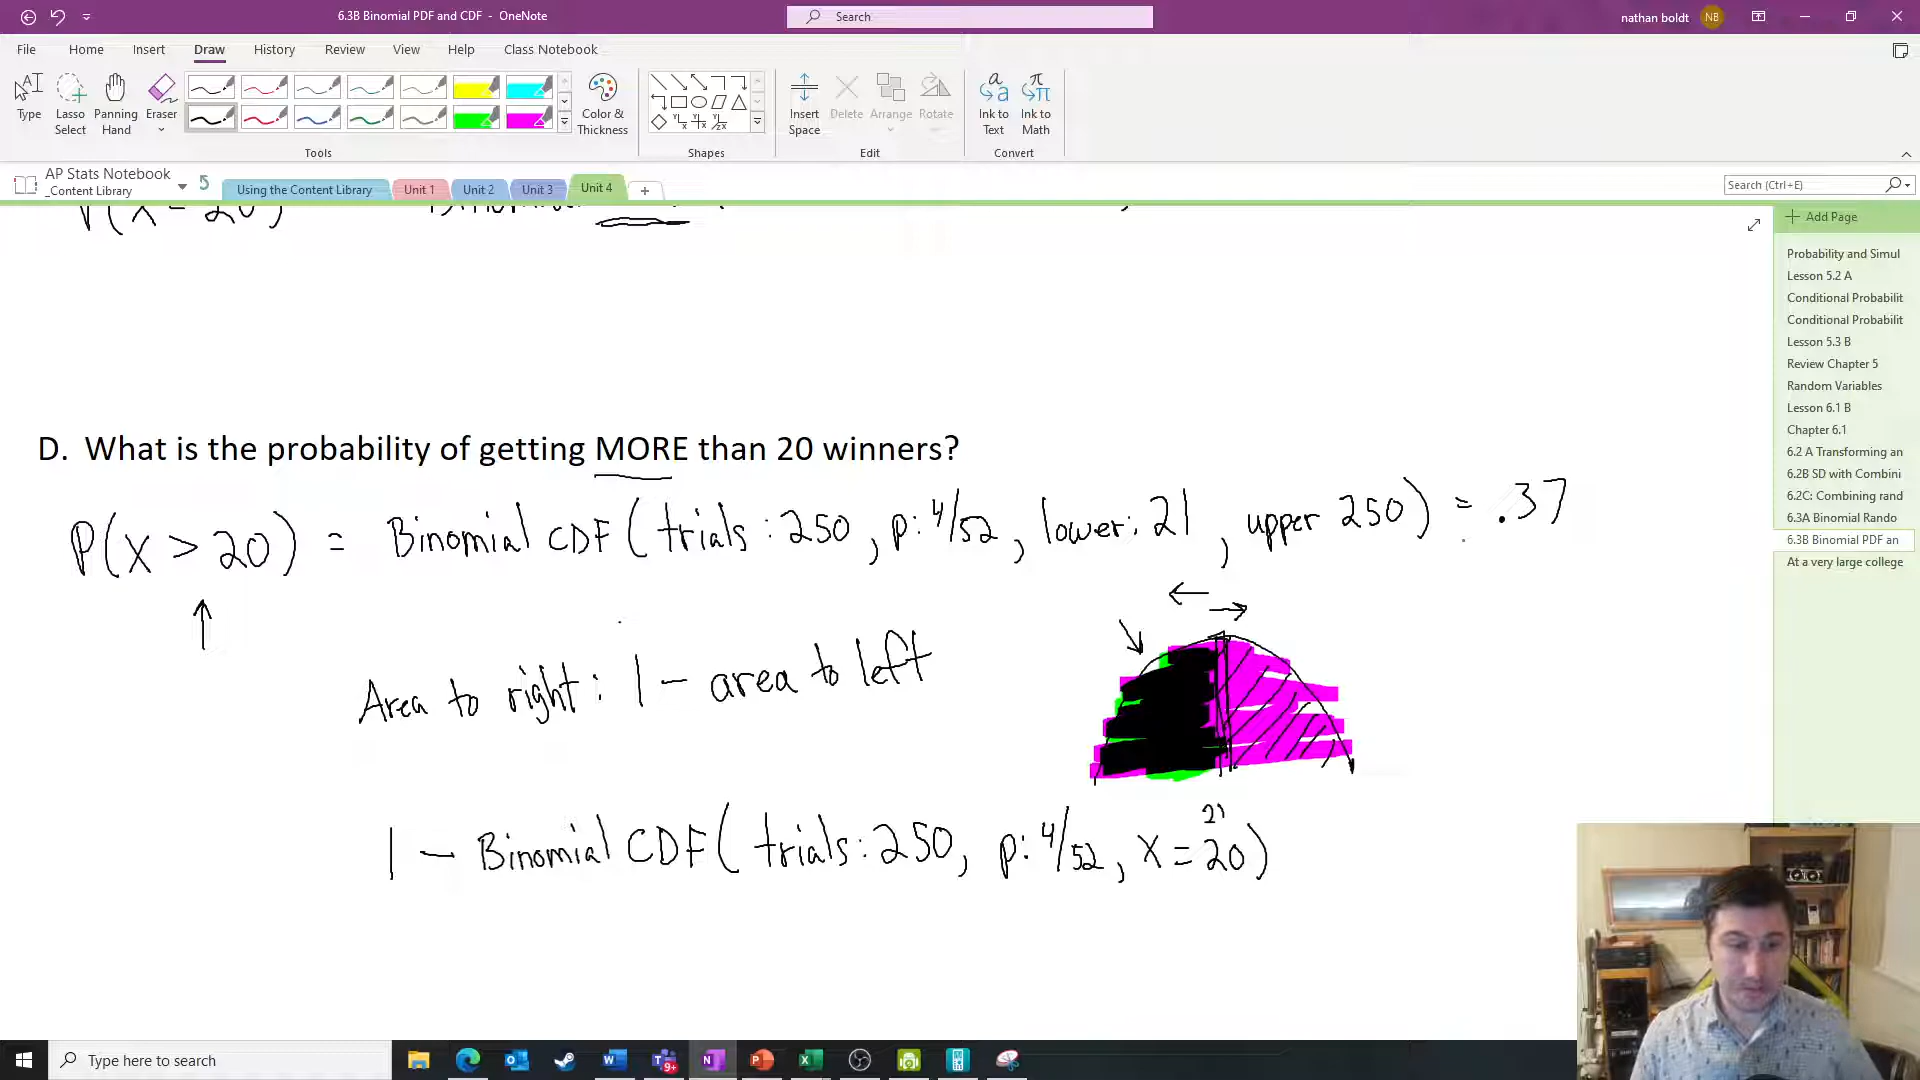 6.3B Binomial PDF and CDF - OneNote
Search
nathan boldt
NB
File Home Insert Draw History Review View Help Class Notebook
Type
Lasso Select
Panning Hand
Eraser
Color & Thickness
Insert Space
Delete
Arrange
Rotate
Ink to Text
Ink to Math
Tools Shapes Edit Convert
AP Stats Notebook
_Content Library
Using the Content Library Unit 1 Unit 2 Unit 3 Unit 4 +
Search (Ctrl+E)
Add Page
Probability and Simul
Lesson 5.2 A
Conditional Probabilit
Conditional Probabilit
Lesson 5.3 B
Review Chapter 5
Random Variables
Lesson 6.1 B
Chapter 6.1
6.2 A Transforming an
6.2B SD with Combini
6.2C: Combining rand
6.3A Binomial Rando
6.3B Binomial PDF an
At a very large college
P(X = 20)
D. What is the probability of getting MORE than 20 winners?
P(X > 20) = Binomial CDF(trials: 250, p: 4/52, lower: 21, upper 250) = .37
Area to right: 1 - area to left
21
1 - Binomial CDF(trials: 250, p: 4/52, X = 20)
Type here to search
9+